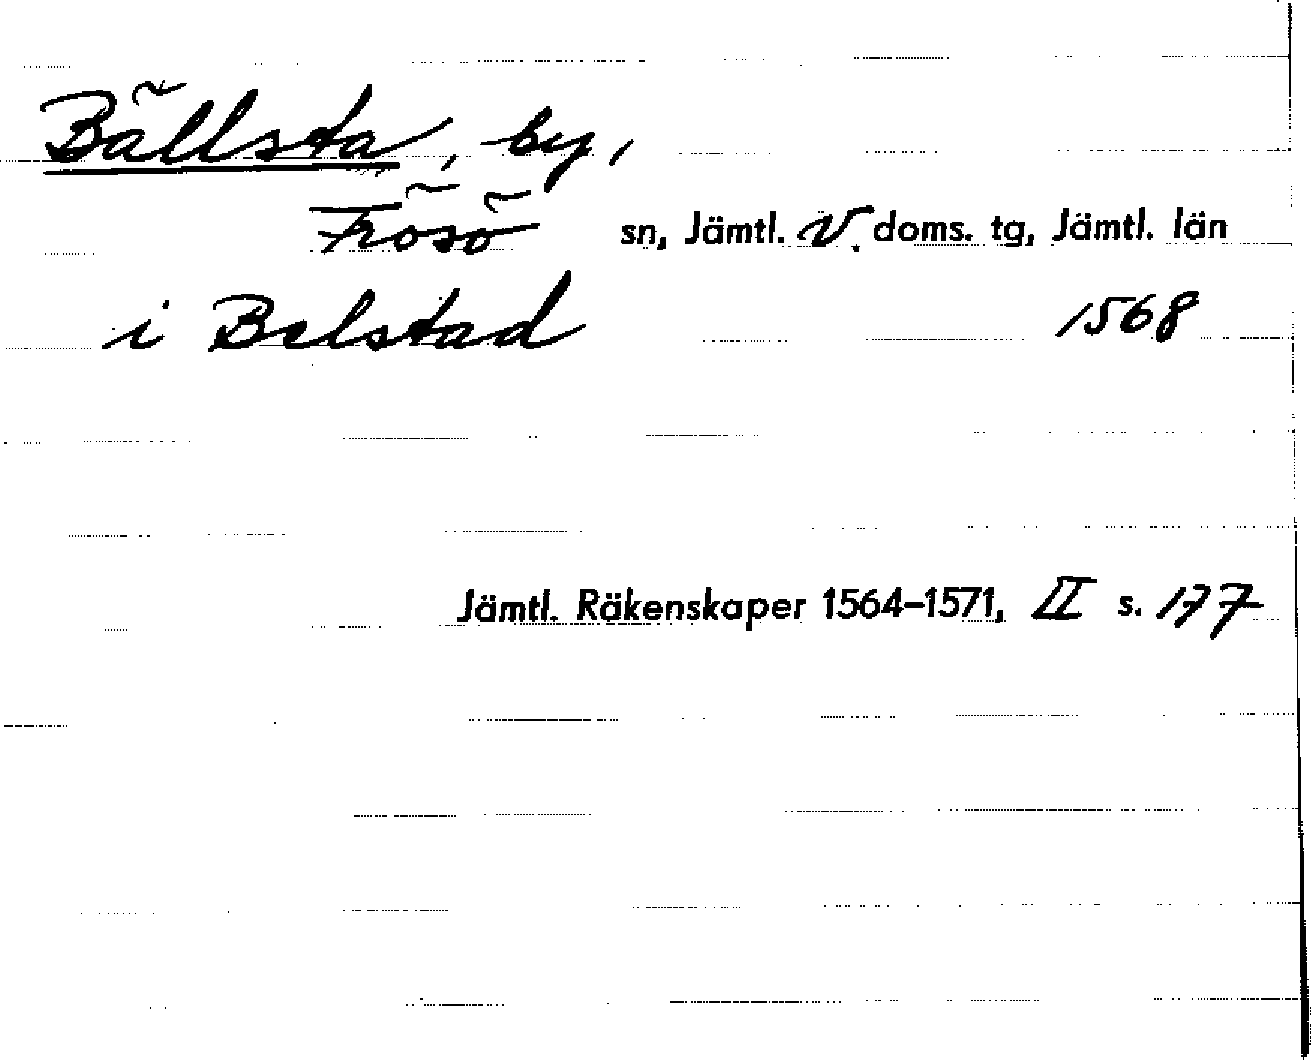 Bällsta, by,
Frösö sn, Jämtl. V. doms. tg, Jämtl. län
i Belstad 1568
Jämtl. Räkenskaper 1564–1571, II s. 177